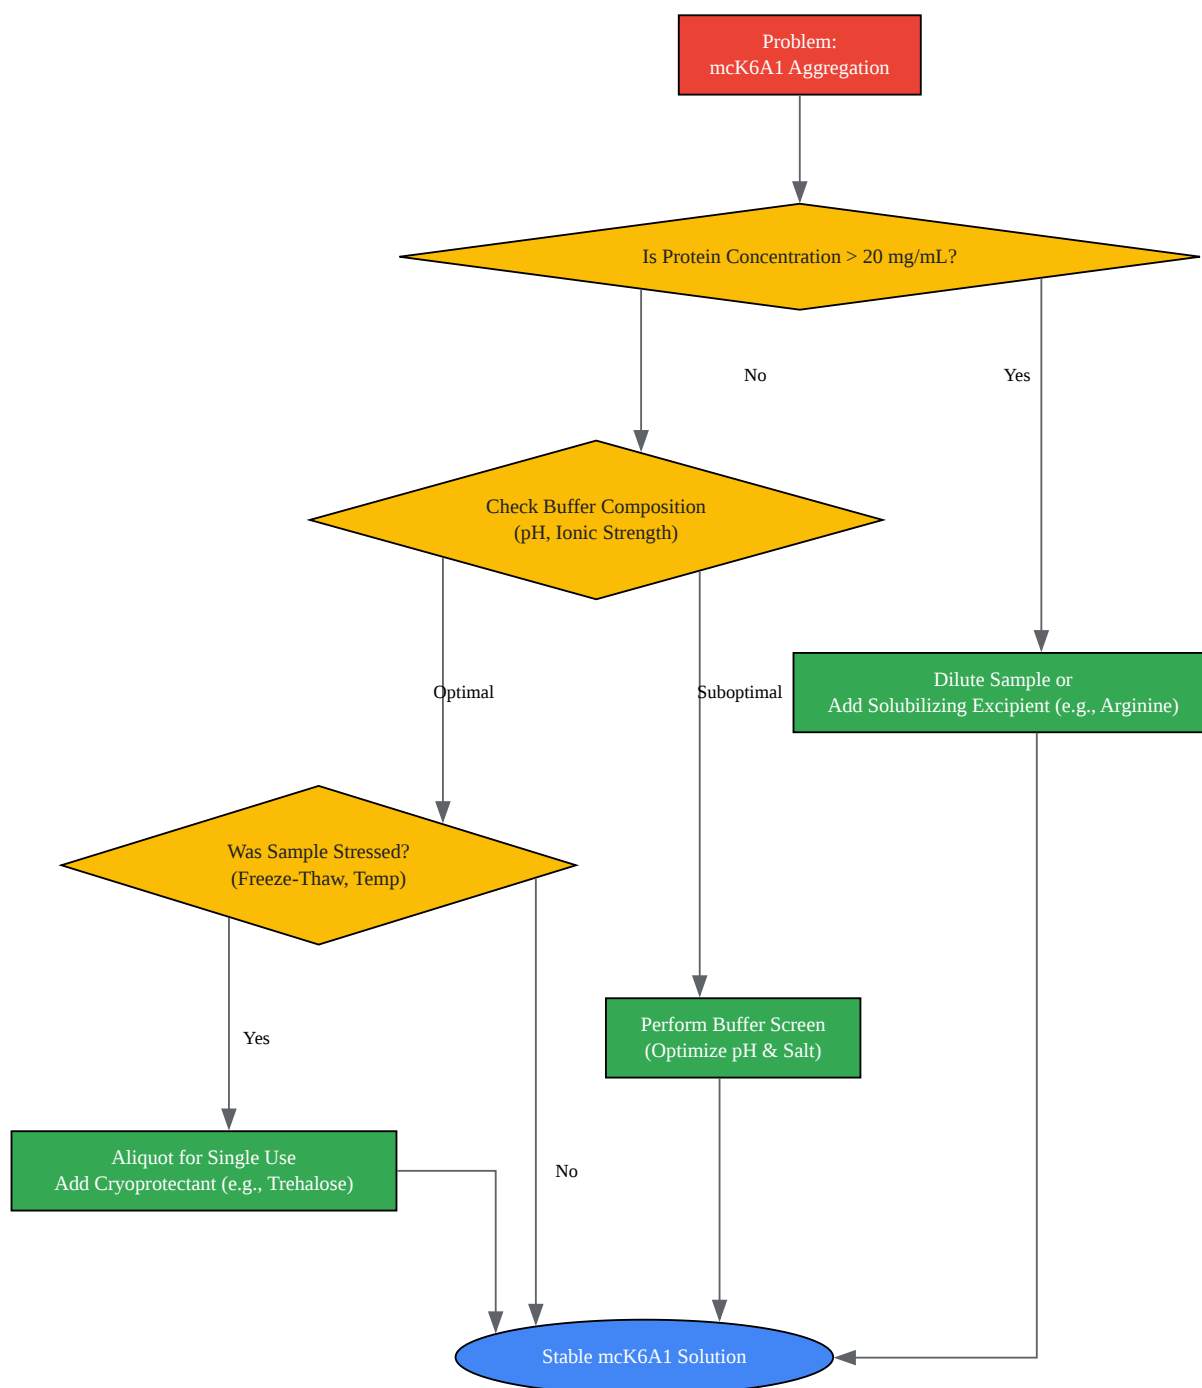 Problem:
mcK6A1 Aggregation
Is Protein Concentration > 20 mg/mL?
No
Yes
Check Buffer Composition
(pH, Ionic Strength)
Optimal
Suboptimal
Dilute Sample or
Add Solubilizing Excipient (e.g., Arginine)
Was Sample Stressed?
(Freeze-Thaw, Temp)
Perform Buffer Screen
(Optimize pH & Salt)
Yes
No
Aliquot for Single Use
Add Cryoprotectant (e.g., Trehalose)
Stable mcK6A1 Solution